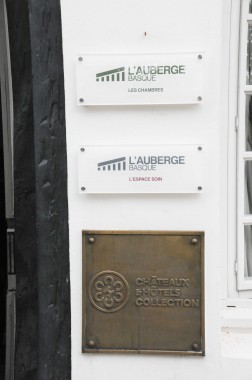 L'AUBERGE
BASQUE
LES CHAMBRES
L'AUBERGE
BASQUE
L'ESPACE SOIN
CHÂTEAUX
& HÔTELS
COLLECTION